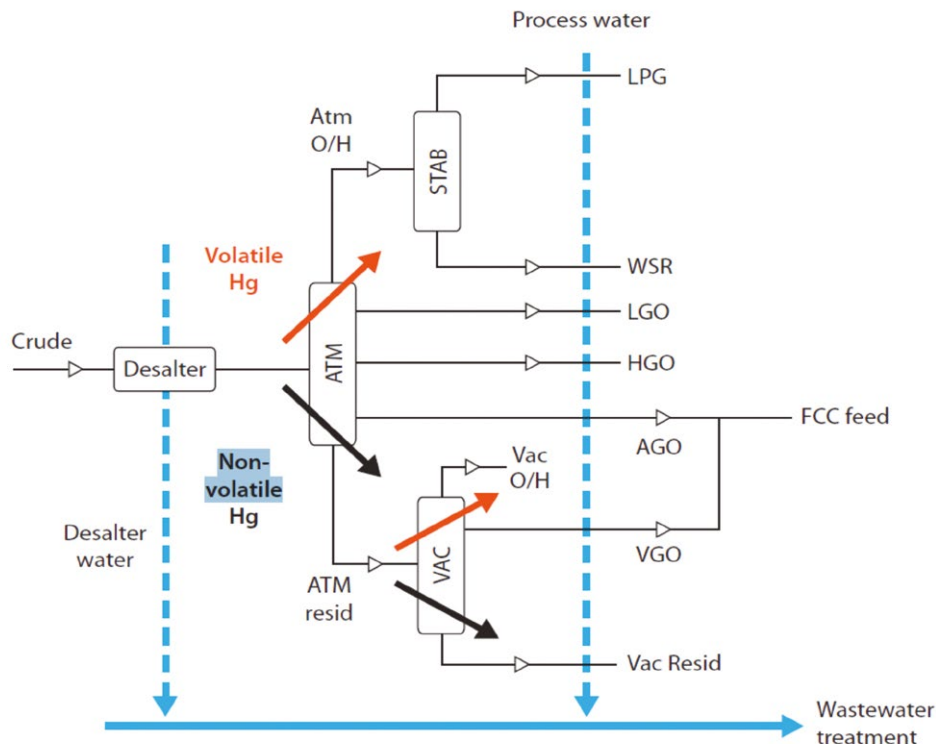 Process water
LPG
Atm
O/H
STAB
Volatile
Hg
WSR
LGO
Crude
Desalter
ATM
HGO
FCC feed
AGO
Non-
volatile
Hg
Vac
O/H
Desalter
water
VAC
VGO
ATM
resid
Vac Resid
Wastewater
treatment